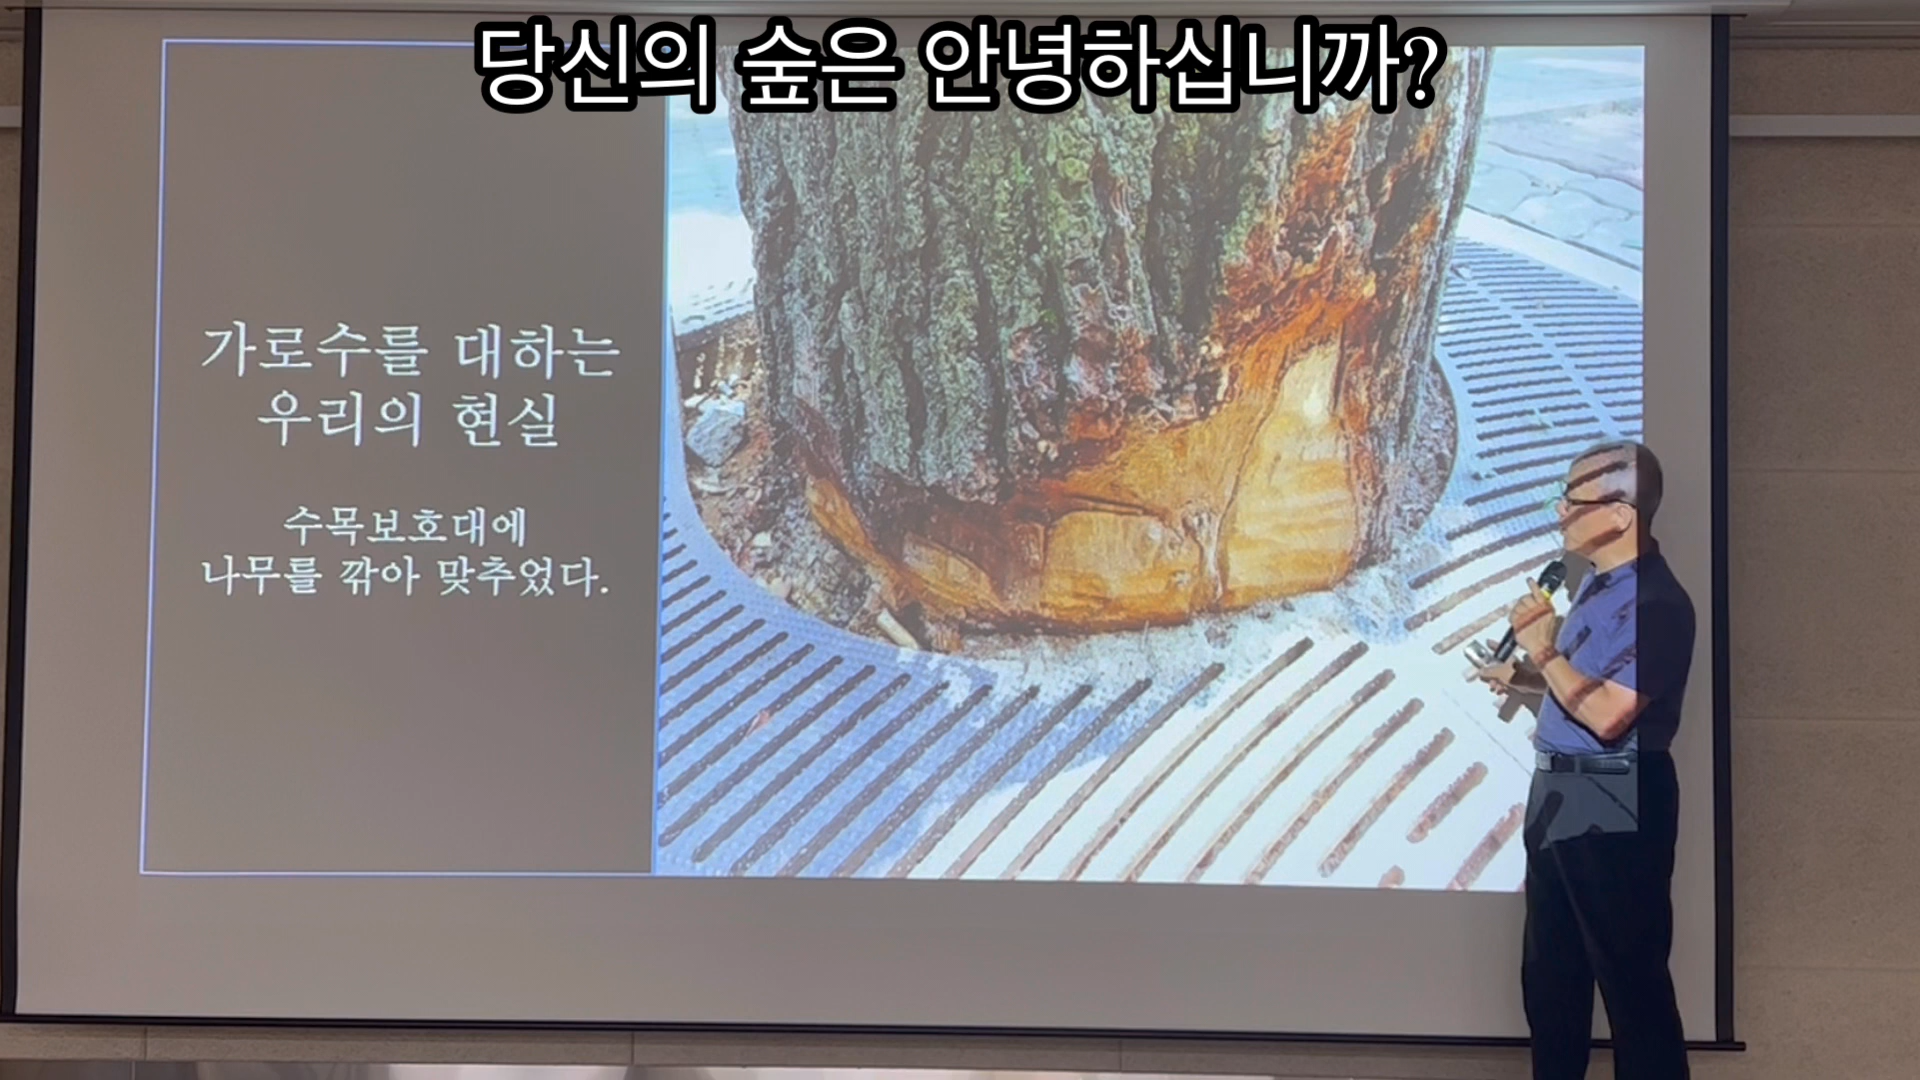 당신의 숲은 안녕하십니까?
가로수를 대하는
우리의 현실
수목보호대에
나무를 깎아 맞추었다.